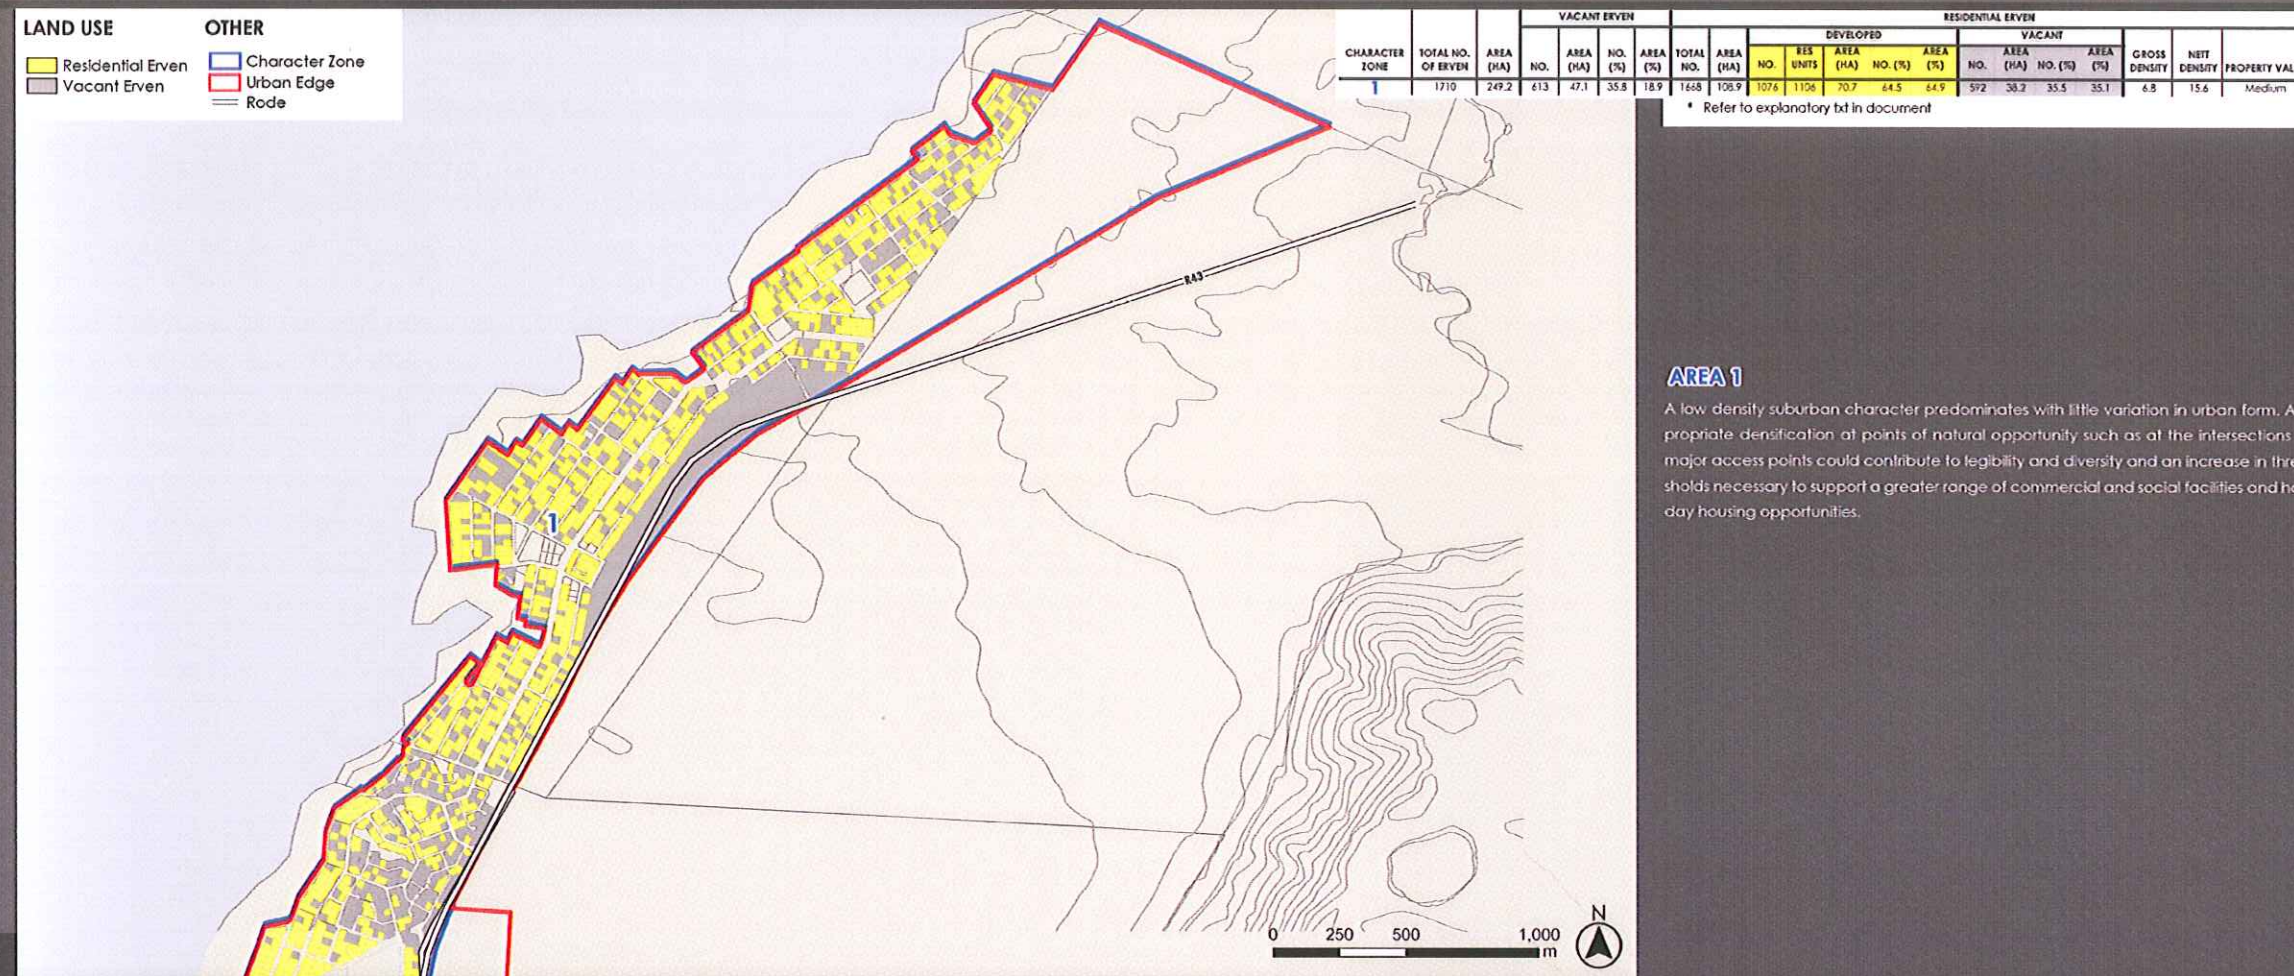 LAND USE
Residential Erven
Vacant Erven
OTHER
Character Zone
Urban Edge
Rode
VACANT ERVEN
RESIDENTIAL ERVEN
DEVELOPED
VACANT
CHARACTER ZONE TOTAL NO. OF ERVEN AREA (HA) NO. AREA (HA) NO. (%) AREA (%) TOTAL NO. AREA (HA) NO. RES UNITS AREA (HA) NO. (%) AREA (%) NO. AREA (HA) NO. (%) AREA (%) GROSS DENSITY NETT DENSITY PROPERTY VAL
1 1710 249.2 613 47.1 35.8 18.9 1668 108.9 1076 1106 70.7 64.5 64.9 592 38.2 35.5 35.1 6.8 15.6 Medium
* Refer to explanatory txt in document
R43
1
AREA 1
A low density suburban character predominates with little variation in urban form. A
propriate densification at points of natural opportunity such as at the intersections
major access points could contribute to legibility and diversity and an increase in thre
sholds necessary to support a greater range of commercial and social facilities and ho
day housing opportunities.
0 250 500 1,000
m
N